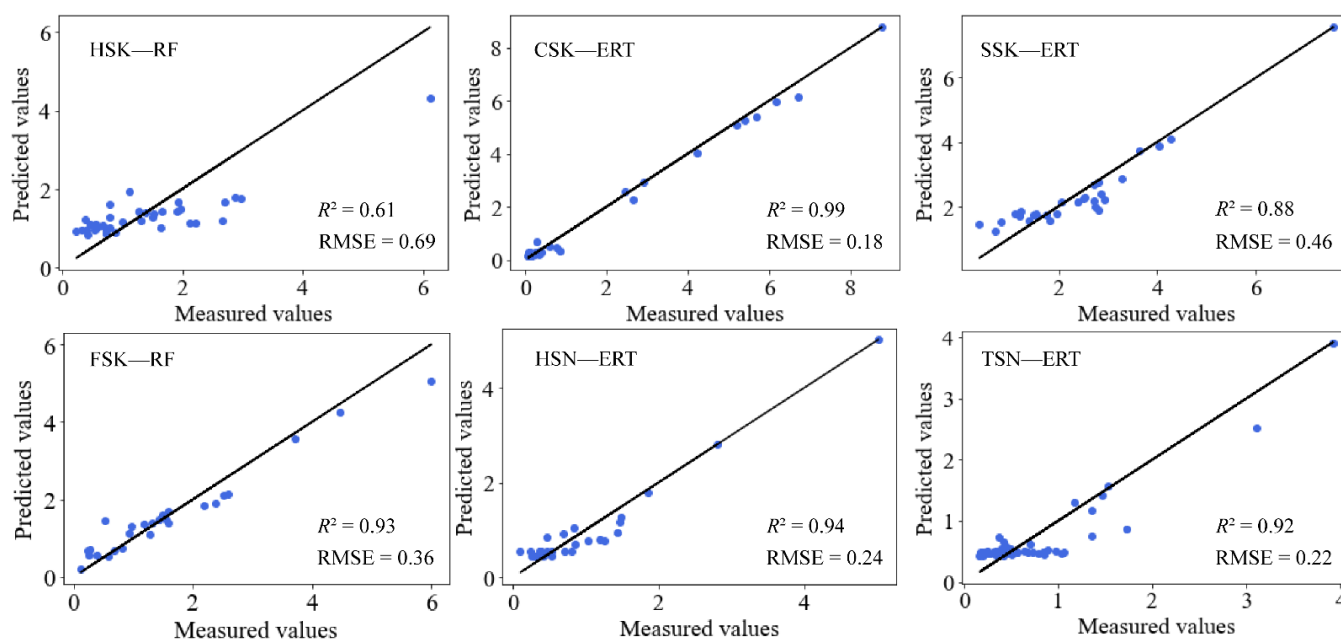 6
4
2
0
Predicted values
HSK—RF
R² = 0.61
RMSE = 0.69
0
2
4
6
Measured values
8
6
4
2
0
Predicted values
CSK—ERT
R² = 0.99
RMSE = 0.18
0
2
4
6
8
Measured values
6
4
2
0
Predicted values
SSK—ERT
R² = 0.88
RMSE = 0.46
0
2
4
6
Measured values
6
4
2
0
Predicted values
FSK—RF
R² = 0.93
RMSE = 0.36
0
2
4
6
Measured values
4
2
0
Predicted values
HSN—ERT
R² = 0.94
RMSE = 0.24
0
2
4
Measured values
4
3
2
1
0
Predicted values
TSN—ERT
R² = 0.92
RMSE = 0.22
0
1
2
3
4
Measured values